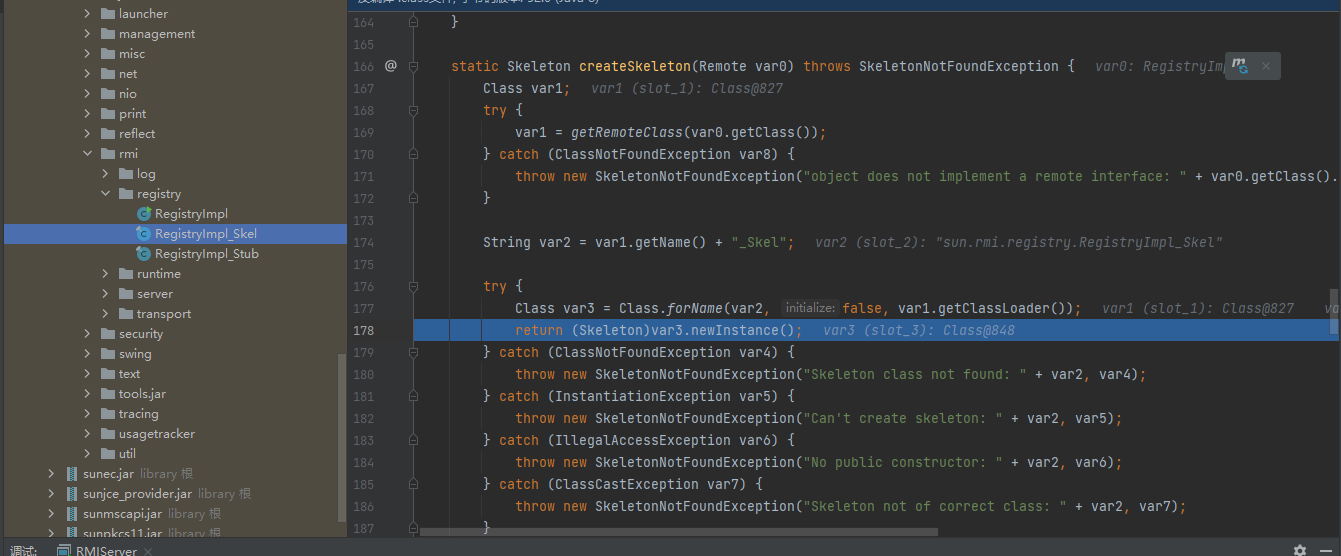 launcher
management
misc
net
nio
print
reflect
rmi
log
registry
RegistryImpl
RegistryImpl_Skel
RegistryImpl_Stub
runtime
server
transport
security
swing
text
tools.jar
tracing
usagetracker
util
sunec.jar library 根
sunjce_provider.jar library 根
sunmscapi.jar library 根
sunpkcs11.jar library 根
164 }
165
166 @ static Skeleton createSkeleton(Remote var0) throws SkeletonNotFoundException { var0: RegistryImp
167 Class var1; var1 (slot_1): Class@827
168 try {
169 var1 = getRemoteClass(var0.getClass());
170 } catch (ClassNotFoundException var8) {
171 throw new SkeletonNotFoundException("object does not implement a remote interface: " + var0.getClass().
172 }
173
174 String var2 = var1.getName() + "_Skel"; var2 (slot_2): "sun.rmi.registry.RegistryImpl_Skel"
175
176 try {
177 Class var3 = Class.forName(var2, initialize: false, var1.getClassLoader()); var1 (slot_1): Class@827 va
178 return (Skeleton)var3.newInstance(); var3 (slot_3): Class@848
179 } catch (ClassNotFoundException var4) {
180 throw new SkeletonNotFoundException("Skeleton class not found: " + var2, var4);
181 } catch (InstantiationException var5) {
182 throw new SkeletonNotFoundException("Can't create skeleton: " + var2, var5);
183 } catch (IllegalAccessException var6) {
184 throw new SkeletonNotFoundException("No public constructor: " + var2, var6);
185 } catch (ClassCastException var7) {
186 throw new SkeletonNotFoundException("Skeleton not of correct class: " + var2, var7);
187 }
调试: RMIServer